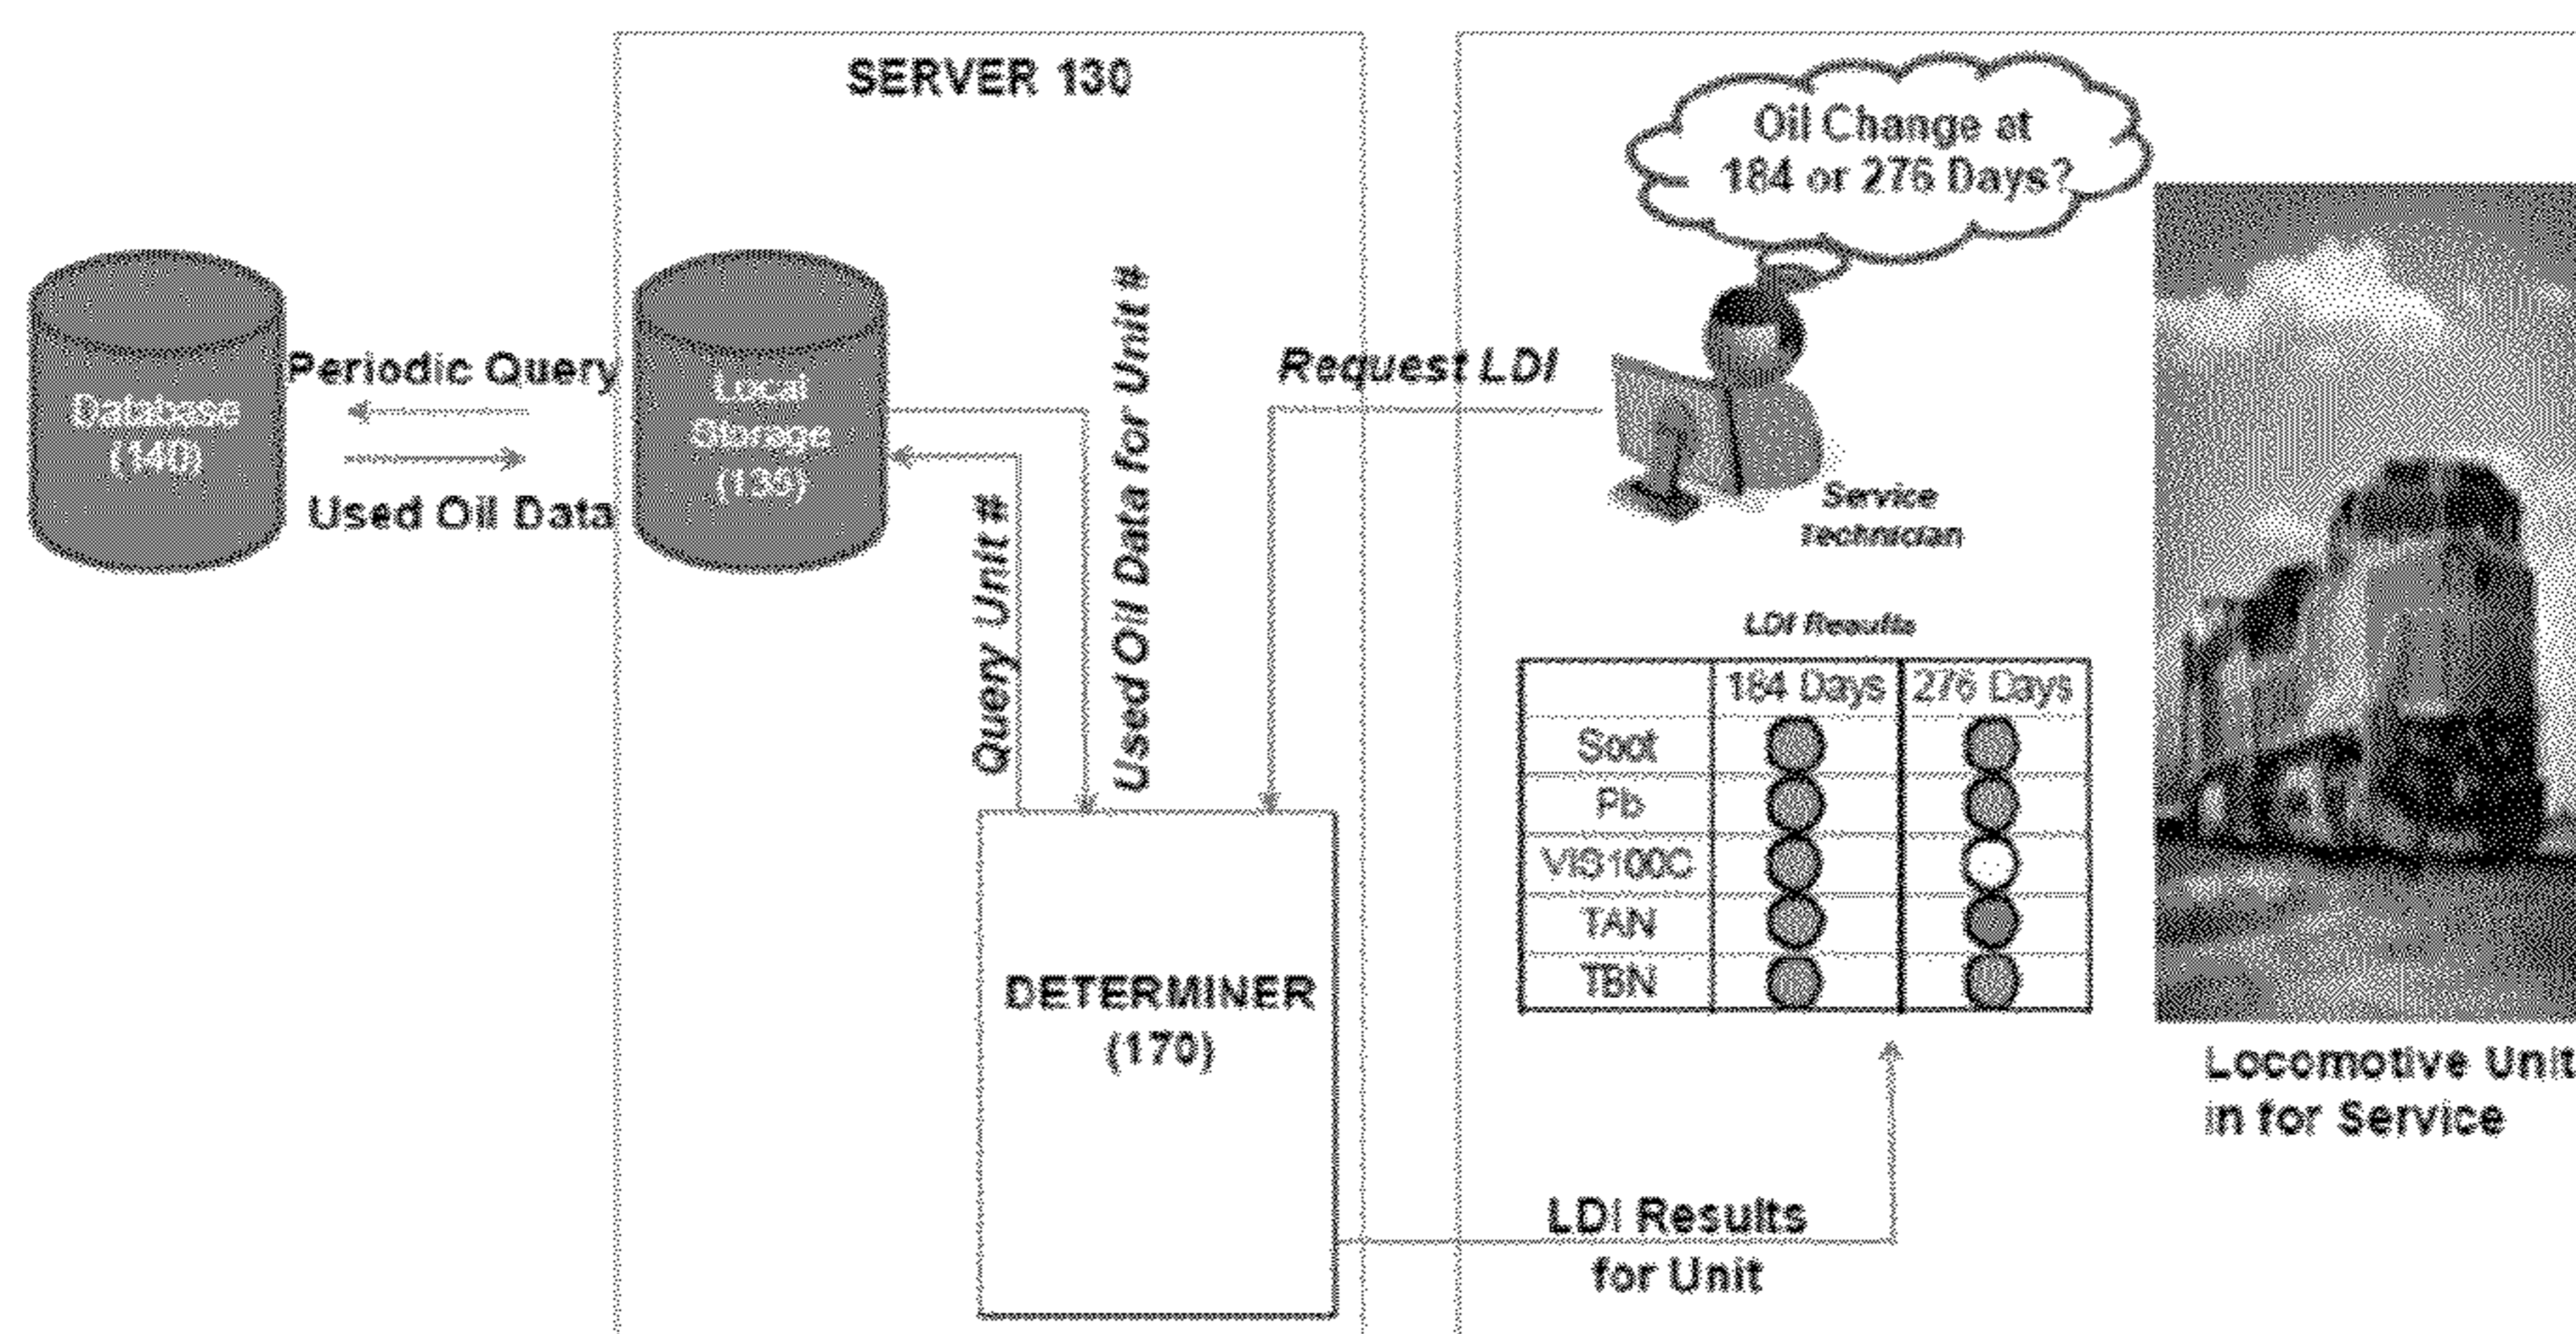 SERVER 130
Oil Change at
184 or 276 Days?
Database
(140)
Periodic Query
Used Oil Data
Local
Storage
(135)
Query Unit #
Used Oil Data for Unit #
Request LDI
Service
Technician
LDI Results
184 Days 276 Days
Soot
Pb
VIS100C
TAN
TBN
DETERMINER
(170)
Locomotive Unit
in for Service
LDI Results
for Unit